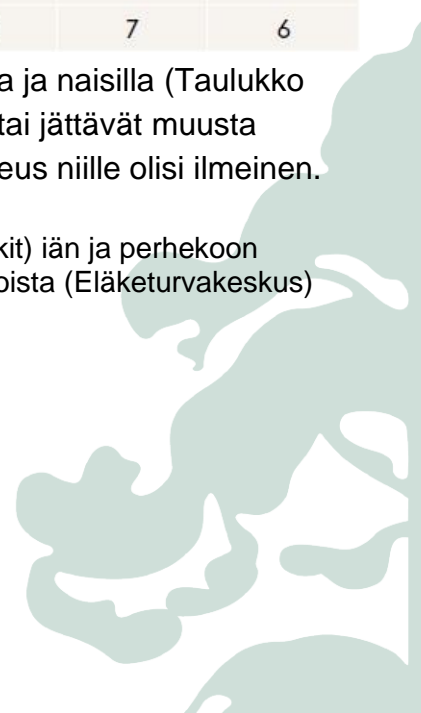 7 6
a ja naisilla (Taulukko
tai jättävät muusta
eus niille olisi ilmeinen.
kit) iän ja perhekoon
oista (Eläketurvakeskus)